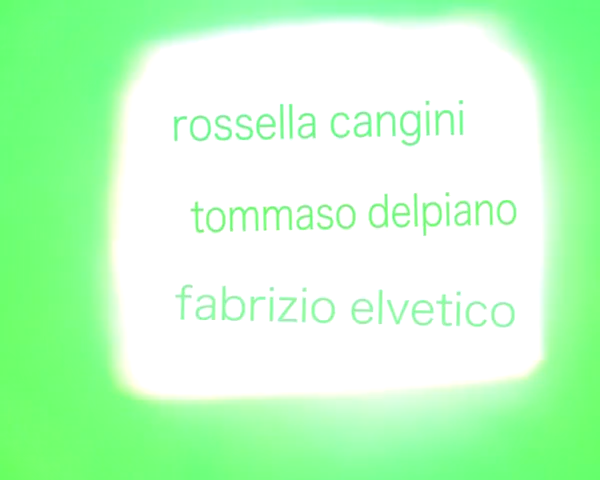 rossella cangini
tommaso delpiano
fabrizio elvetico